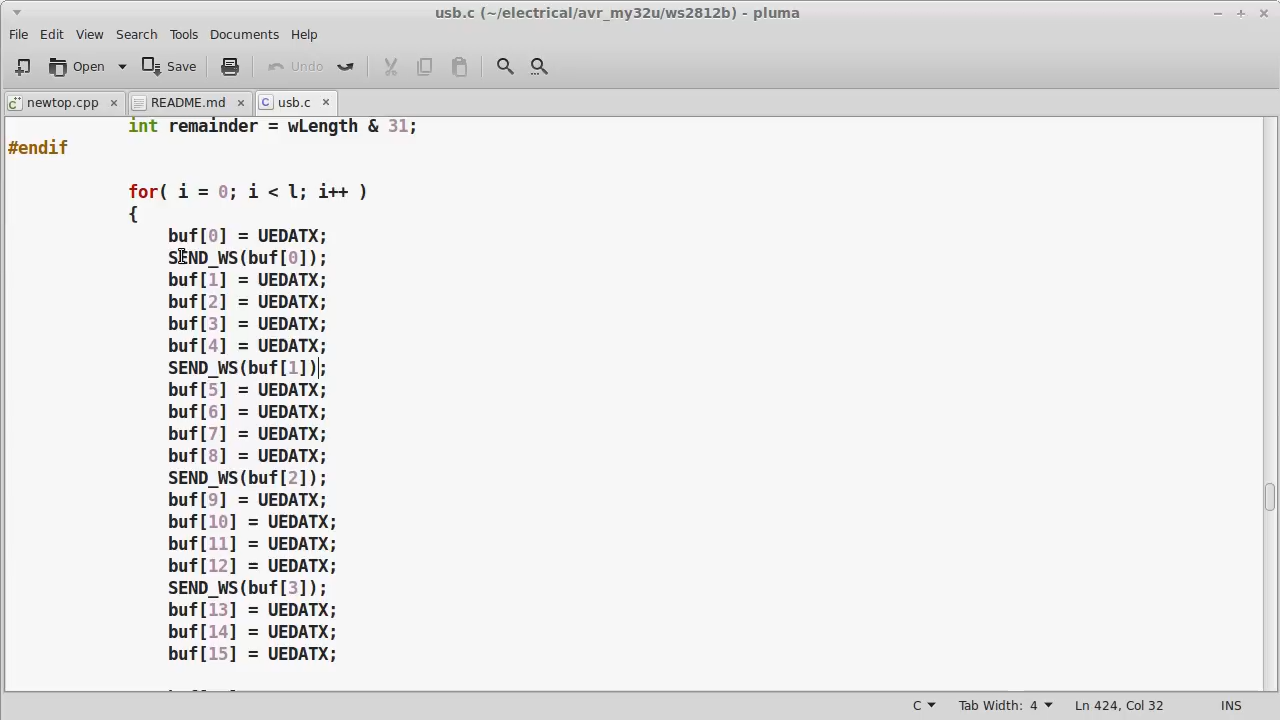 usb.c (~/electrical/avr_my32u/ws2812b) - pluma
File Edit View Search Tools Documents Help
Open Save Undo
newtop.cpp README.md usb.c
int remainder = wLength & 31;
#endif
for( i = 0; i < l; i++ )
{
buf[0] = UEDATX;
SEND_WS(buf[0]);
buf[1] = UEDATX;
buf[2] = UEDATX;
buf[3] = UEDATX;
buf[4] = UEDATX;
SEND_WS(buf[1]);
buf[5] = UEDATX;
buf[6] = UEDATX;
buf[7] = UEDATX;
buf[8] = UEDATX;
SEND_WS(buf[2]);
buf[9] = UEDATX;
buf[10] = UEDATX;
buf[11] = UEDATX;
buf[12] = UEDATX;
SEND_WS(buf[3]);
buf[13] = UEDATX;
buf[14] = UEDATX;
buf[15] = UEDATX;
C Tab Width: 4 Ln 424, Col 32 INS